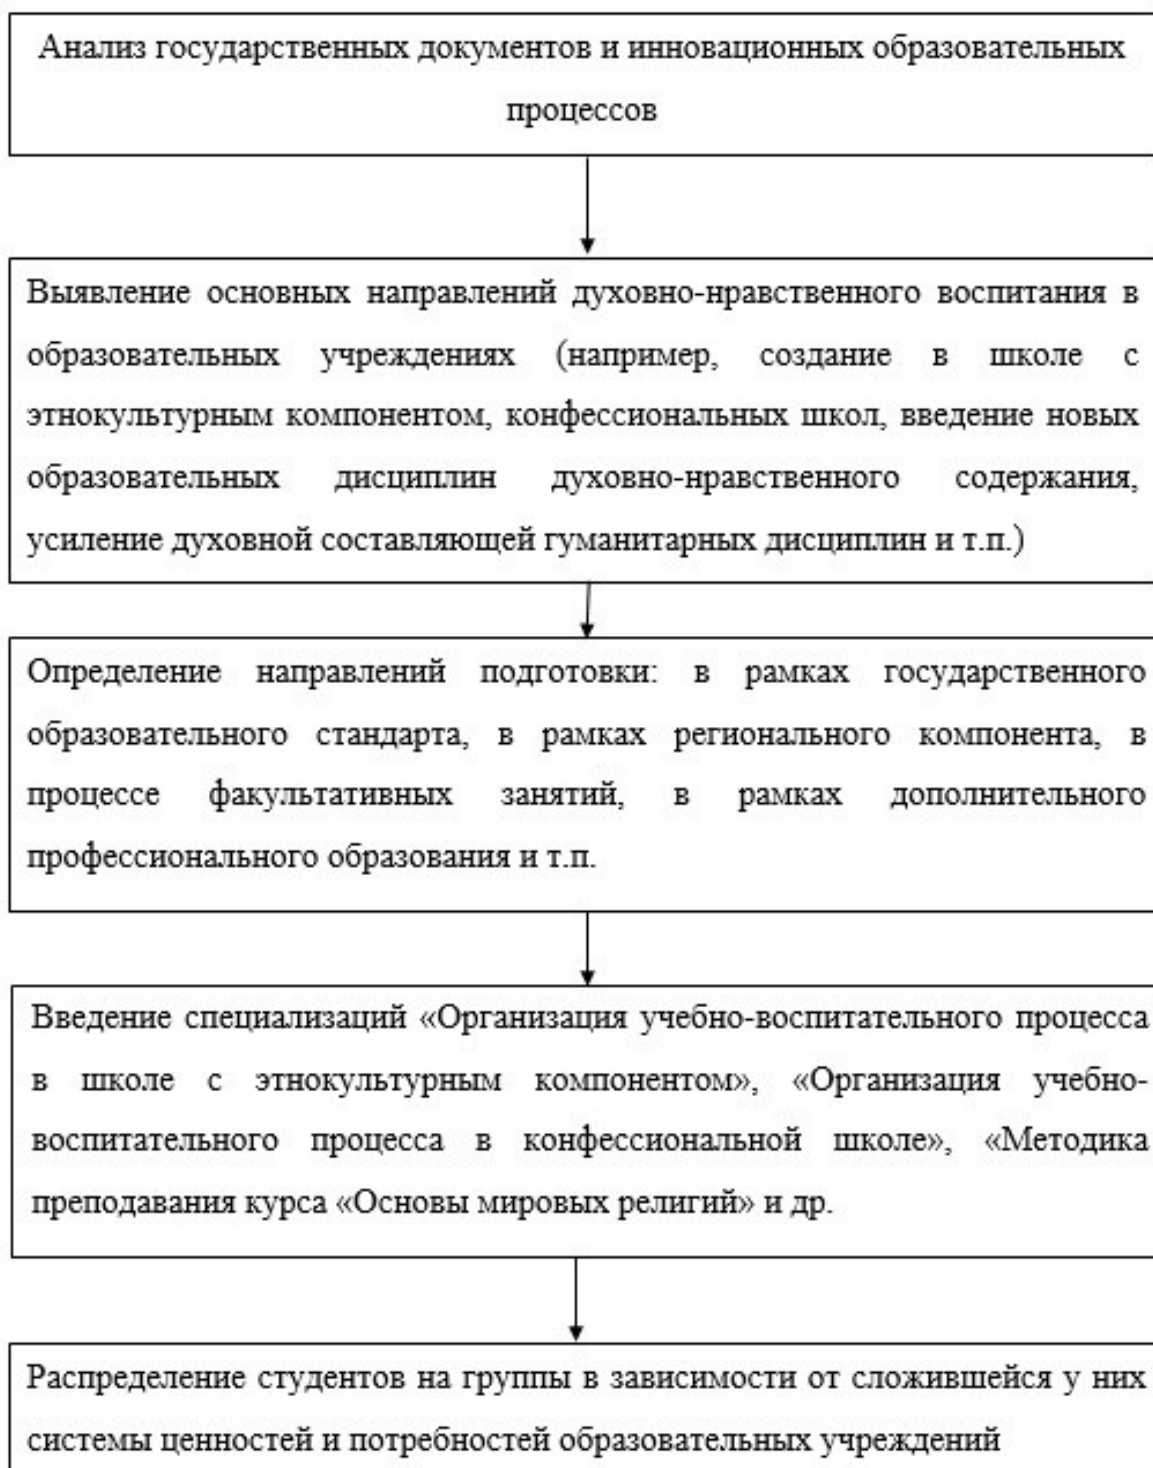 Анализ государственных документов и инновационных образовательных
процессов
Выявление основных направлений духовно-нравственного воспитания в
образовательных учреждениях (например, создание в школе с
этнокультурным компонентом, конфессиональных школ, введение новых
образовательных дисциплин духовно-нравственного содержания,
усиление духовной составляющей гуманитарных дисциплин и т.п.)
Определение направлений подготовки: в рамках государственного
образовательного стандарта, в рамках регионального компонента, в
процессе факультативных занятий, в рамках дополнительного
профессионального образования и т.п.
Введение специализаций «Организация учебно-воспитательного процесса
в школе с этнокультурным компонентом», «Организация учебно-
воспитательного процесса в конфессиональной школе», «Методика
преподавания курса «Основы мировых религий» и др.
Распределение студентов на группы в зависимости от сложившейся у них
системы ценностей и потребностей образовательных учреждений